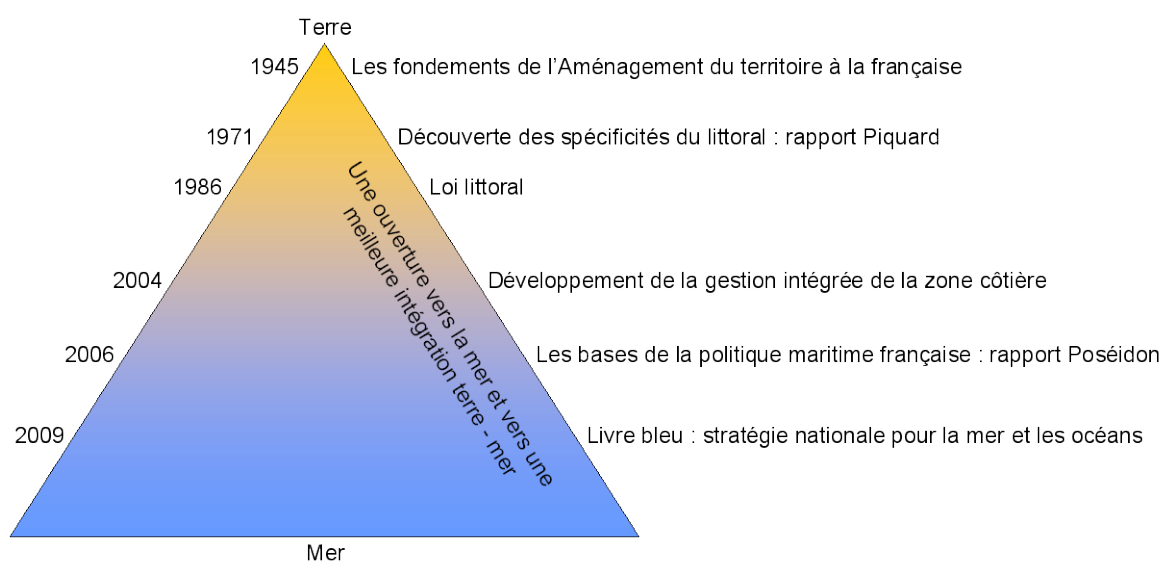 Terre
1945 Les fondements de l'Aménagement du territoire à la française
1971 Découverte des spécificités du littoral : rapport Piquard
1986 Loi littoral
Une ouverture vers la mer et vers une
meilleure intégration terre - mer
2004 Développement de la gestion intégrée de la zone côtière
2006 Les bases de la politique maritime française : rapport Poséidon
2009 Livre bleu : stratégie nationale pour la mer et les océans
Mer